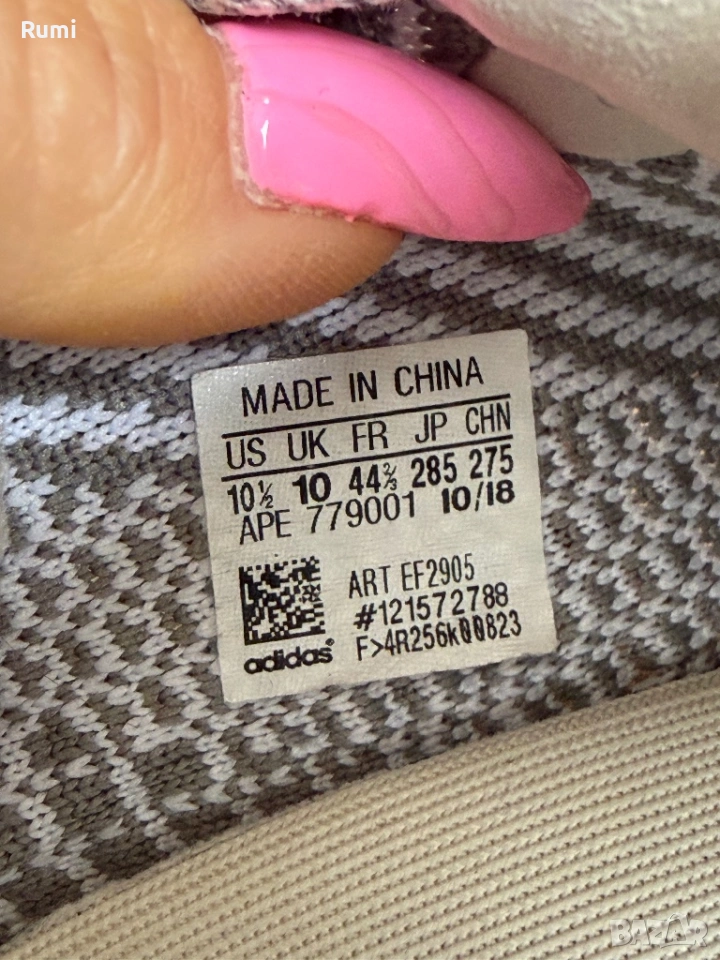 Rumi
MADE IN CHINA
US UK FR JP CHN
10½ 10 44⅔ 285 275
APE 779001 10/18
ART EF2905
#121572788
F>4R256k00823
adidas®
BAZAR